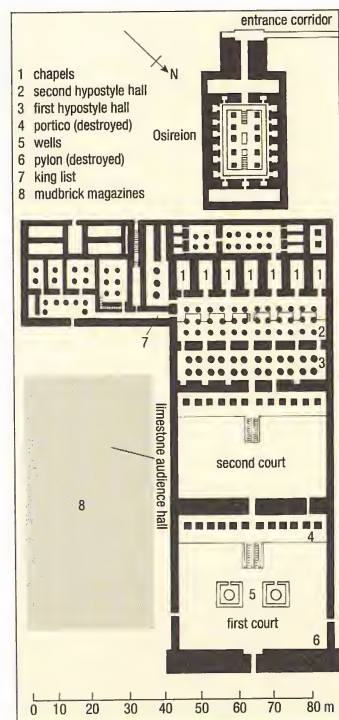 entrance corridor
N
1 chapels
2 second hypostyle hall
3 first hypostyle hall
4 portico (destroyed)
5 wells
6 pylon (destroyed)
7 king list
8 mudbrick magazines
Osireion
1 1 1 1 1 1 1
2
7
3
limestone audience hall
second court
8
4
5
first court
6
0 10 20 30 40 50 60 70 80 m